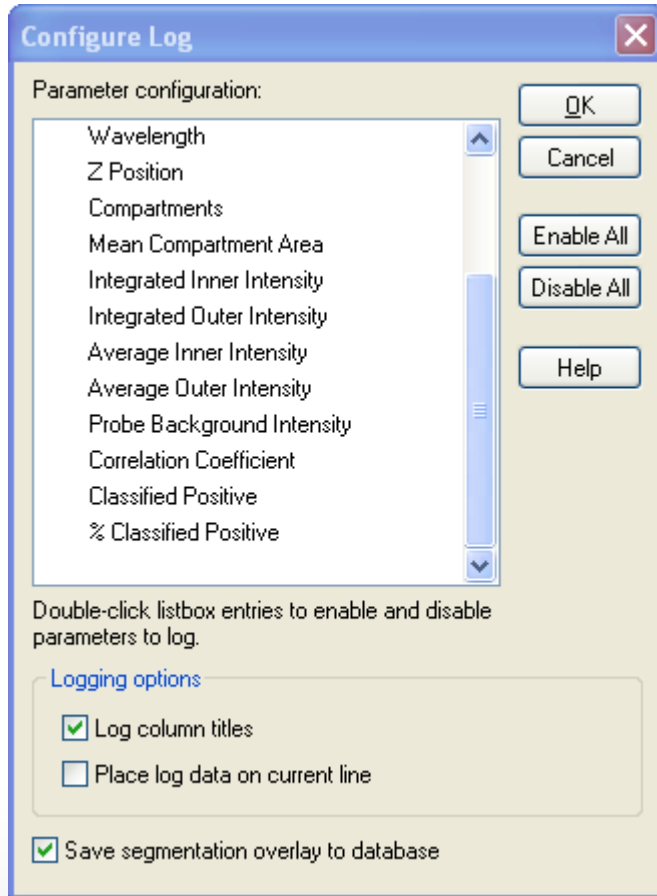 Configure Log
Parameter configuration:
OK
Wavelength
Z Position
Cancel
Compartments
Mean Compartment Area
Enable All
Integrated Inner Intensity
Disable All
Integrated Outer Intensity
Average Inner Intensity
Help
Average Outer Intensity
Probe Background Intensity
Correlation Coefficient
Classified Positive
% Classified Positive
Double-click listbox entries to enable and disable
parameters to log.
Logging options
Log column titles
Place log data on current line
Save segmentation overlay to database